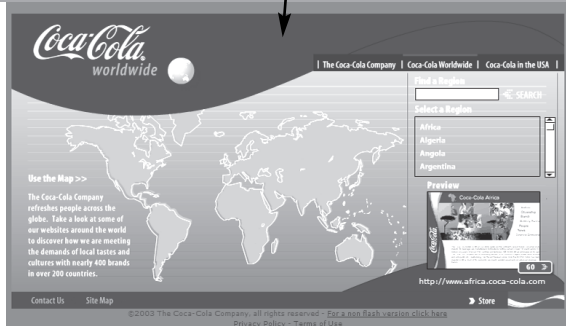 Coca-Cola
worldwide
| The Coca-Cola Company | Coca-Cola Worldwide | Coca-Cola in the USA |
Find a Region
SEARCH
Select a Region
Africa
Algeria
Angola
Argentina
Use the Map >>
The Coca-Cola Company
refreshes people across the
globe. Take a look at some of
our websites around the world
to discover how we are meeting
the demands of local tastes and
cultures with nearly 400 brands
in over 200 countries.
Preview
Coca-Cola Africa
Coca-Cola
GO
http://www.africa.coca-cola.com
Contact Us Site Map
Store
©2003 The Coca-Cola Company, all rights reserved - For a non flash version click here
Privacy Policy - Terms of Use